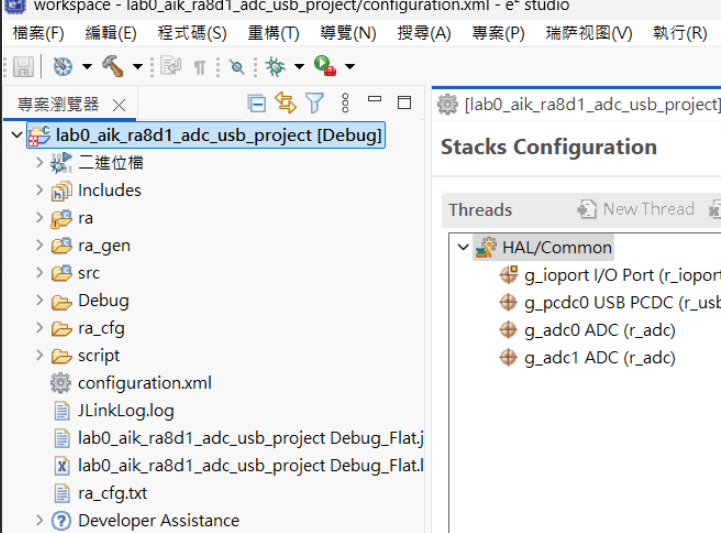 workspace - lab0_aik_ra8d1_adc_usb_project/configuration.xml - e² studio
檔案(F) 編輯(E) 程式碼(S) 重構(T) 導覽(N) 搜尋(A) 專案(P) 瑞萨视图(V) 執行(R)
專案瀏覽器
[lab0_aik_ra8d1_adc_usb_project]
lab0_aik_ra8d1_adc_usb_project [Debug]
二進位檔
Includes
ra
ra_gen
src
Debug
ra_cfg
script
configuration.xml
JLinkLog.log
lab0_aik_ra8d1_adc_usb_project Debug_Flat.j
lab0_aik_ra8d1_adc_usb_project Debug_Flat.l
ra_cfg.txt
Developer Assistance
Stacks Configuration
Threads New Thread
HAL/Common
g_ioport I/O Port (r_ioport
g_pcdc0 USB PCDC (r_usb
g_adc0 ADC (r_adc)
g_adc1 ADC (r_adc)